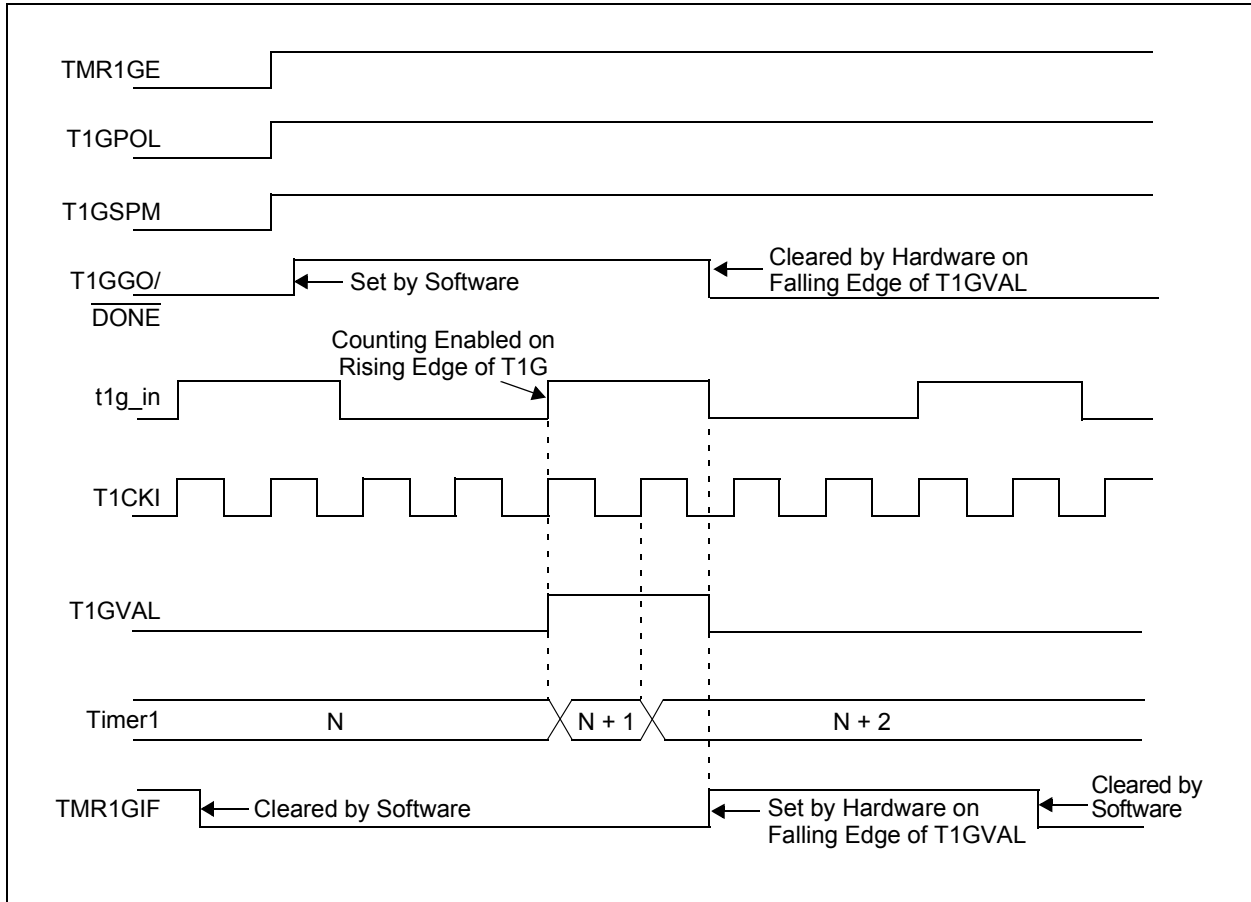 TMR1GE
T1GPOL
T1GSPM
T1GGO/
DONE
Set by Software
Cleared by Hardware on
Falling Edge of T1GVAL
Counting Enabled on
Rising Edge of T1G
t1g_in
T1CKI
T1GVAL
Timer1
N
N + 1
N + 2
TMR1GIF
Cleared by Software
Set by Hardware on
Falling Edge of T1GVAL
Cleared by
Software